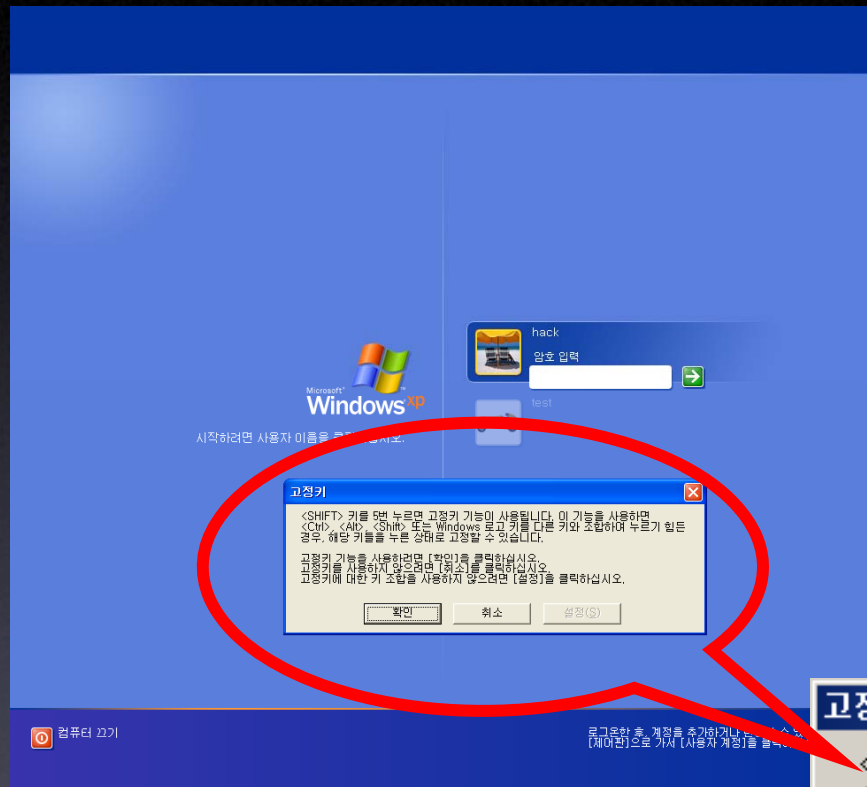 hack
암호 입력
Microsoft
Windows xp
test
시작하려면 사용자 이름을
고정키
<SHIFT> 키를 5번 누르면 고정키 기능이 사용됩니다. 이 기능을 사용하면
<Ctrl>, <Alt>, <Shift> 또는 Windows 로고 키를 다른 키와 조합하여 누르기 힘든
경우, 해당 키들을 누른 상태로 고정할 수 있습니다.
고정키 기능을 사용하려면 [확인]을 클릭하십시오.
고정키를 사용하지 않으려면 [취소]를 클릭하십시오.
고정키에 대한 키 조합을 사용하지 않으려면 [설정]을 클릭하십시오.
확인
취소
설정(S)
컴퓨터 끄기
로그온한 후, 계정을 추가하거나
[제어판]으로 가서 [사용자 계정]을
고정